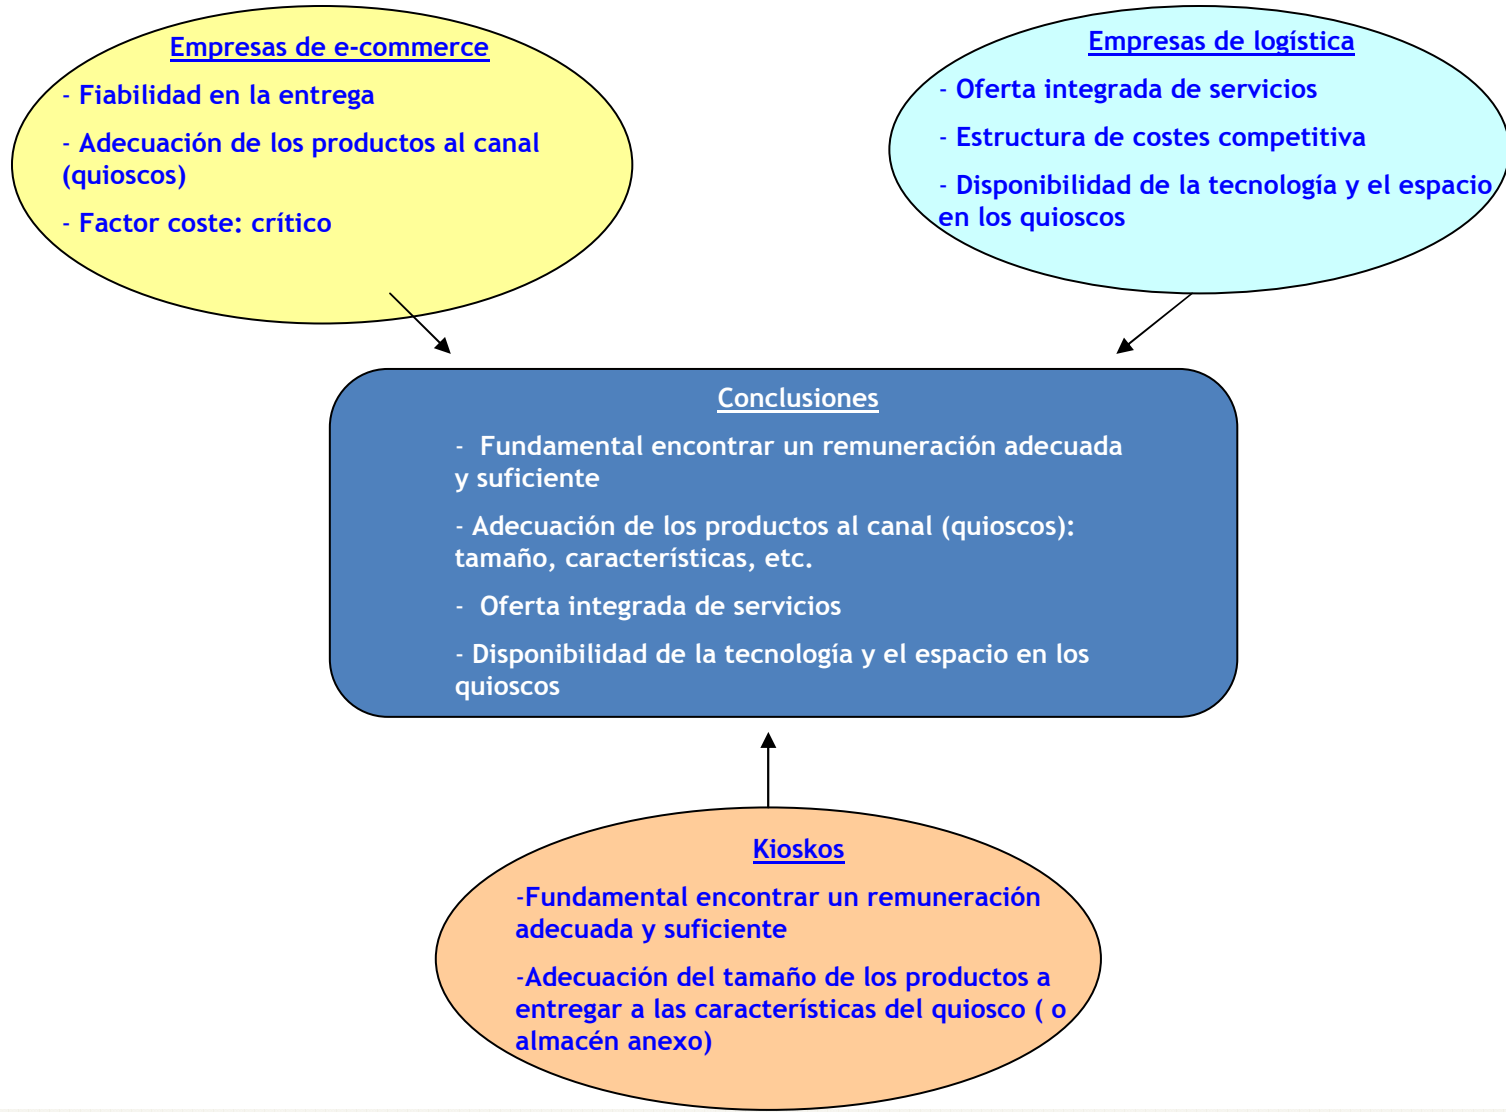 Empresas de e-commerce
- Fiabilidad en la entrega
- Adecuación de los productos al canal
(quioscos)
- Factor coste: crítico
Empresas de logística
- Oferta integrada de servicios
- Estructura de costes competitiva
- Disponibilidad de la tecnología y el espacio
en los quioscos
Conclusiones
- Fundamental encontrar un remuneración adecuada
y suficiente
- Adecuación de los productos al canal (quioscos):
tamaño, características, etc.
- Oferta integrada de servicios
- Disponibilidad de la tecnología y el espacio en los
quioscos
Kioskos
-Fundamental encontrar un remuneración
adecuada y suficiente
-Adecuación del tamaño de los productos a
entregar a las características del quiosco ( o
almacén anexo)